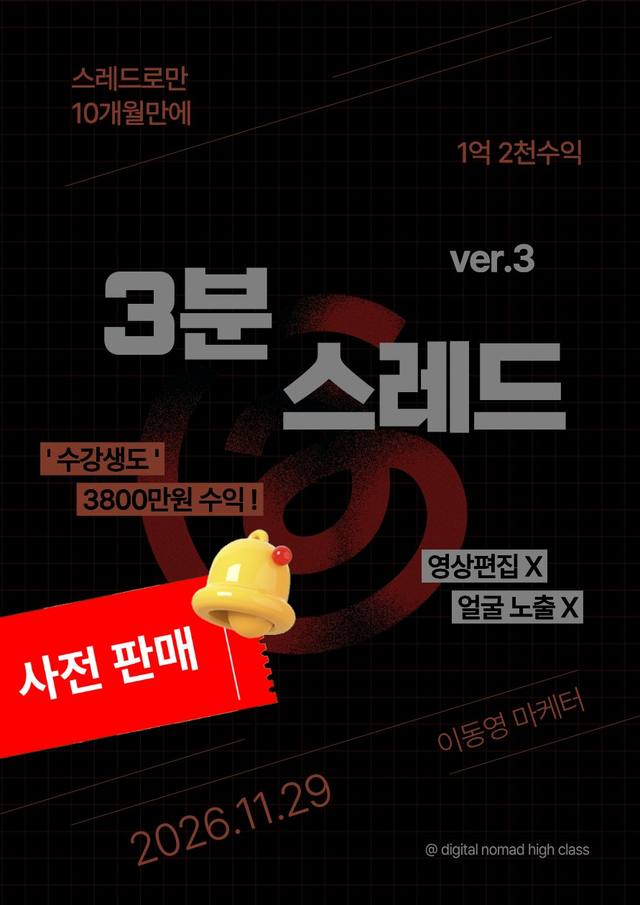 스레드로만
10개월만에
1억 2천수익
ver.3
3분
스레드
' 수강생도 '
3800만원 수익 !
영상편집 X
얼굴 노출 X
사전 판매
이동영 마케터
2026.11.29
@ digital nomad high class